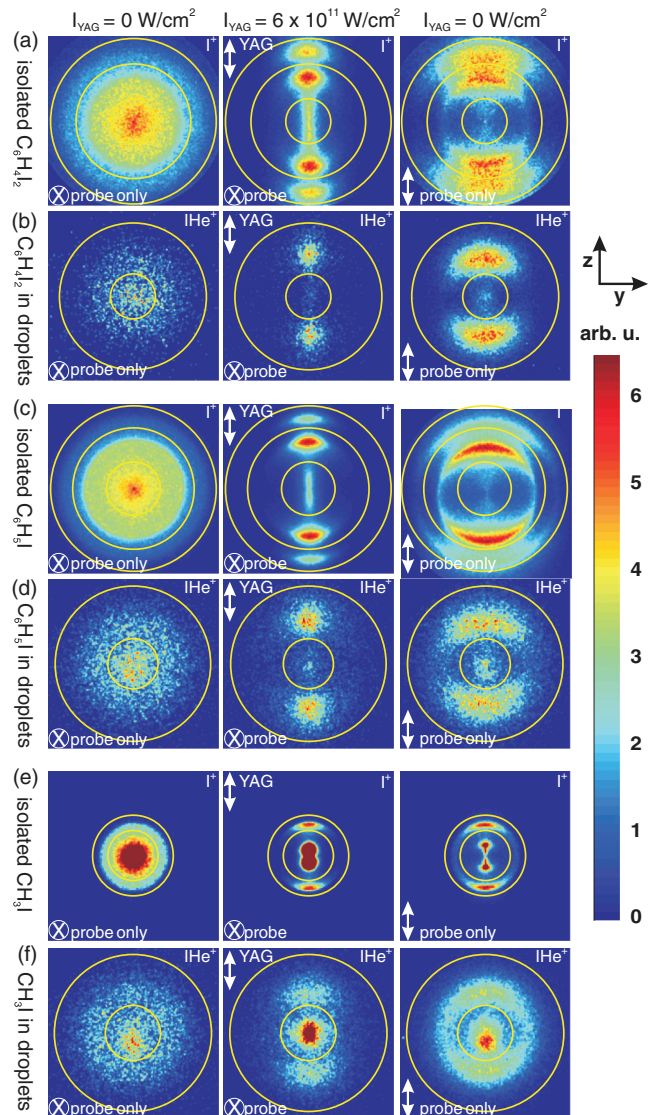 I_YAG = 0 W/cm² I_YAG = 6 x 10¹¹ W/cm² I_YAG = 0 W/cm²
(a) isolated C₆H₄I₂
I⁺
probe only
YAG I⁺
I⁺
probe only
(b) C₆H₄I₂ in droplets
IHe⁺
probe only
YAG IHe⁺
probe
IHe⁺
probe only
z
y
arb. u.
6
5
4
3
2
1
0
(c) isolated C₆H₅I
I⁺
probe only
YAG I⁺
probe
I
probe only
(d) C₆H₅I in droplets
IHe⁺
probe only
YAG IHe⁺
probe
IHe⁺
probe only
(e) isolated CH₃I
I⁺
probe only
YAG I⁺
probe
I⁺
probe only
(f) CH₃I in droplets
IHe⁺
probe only
YAG IHe⁺
probe
IHe⁺
probe only